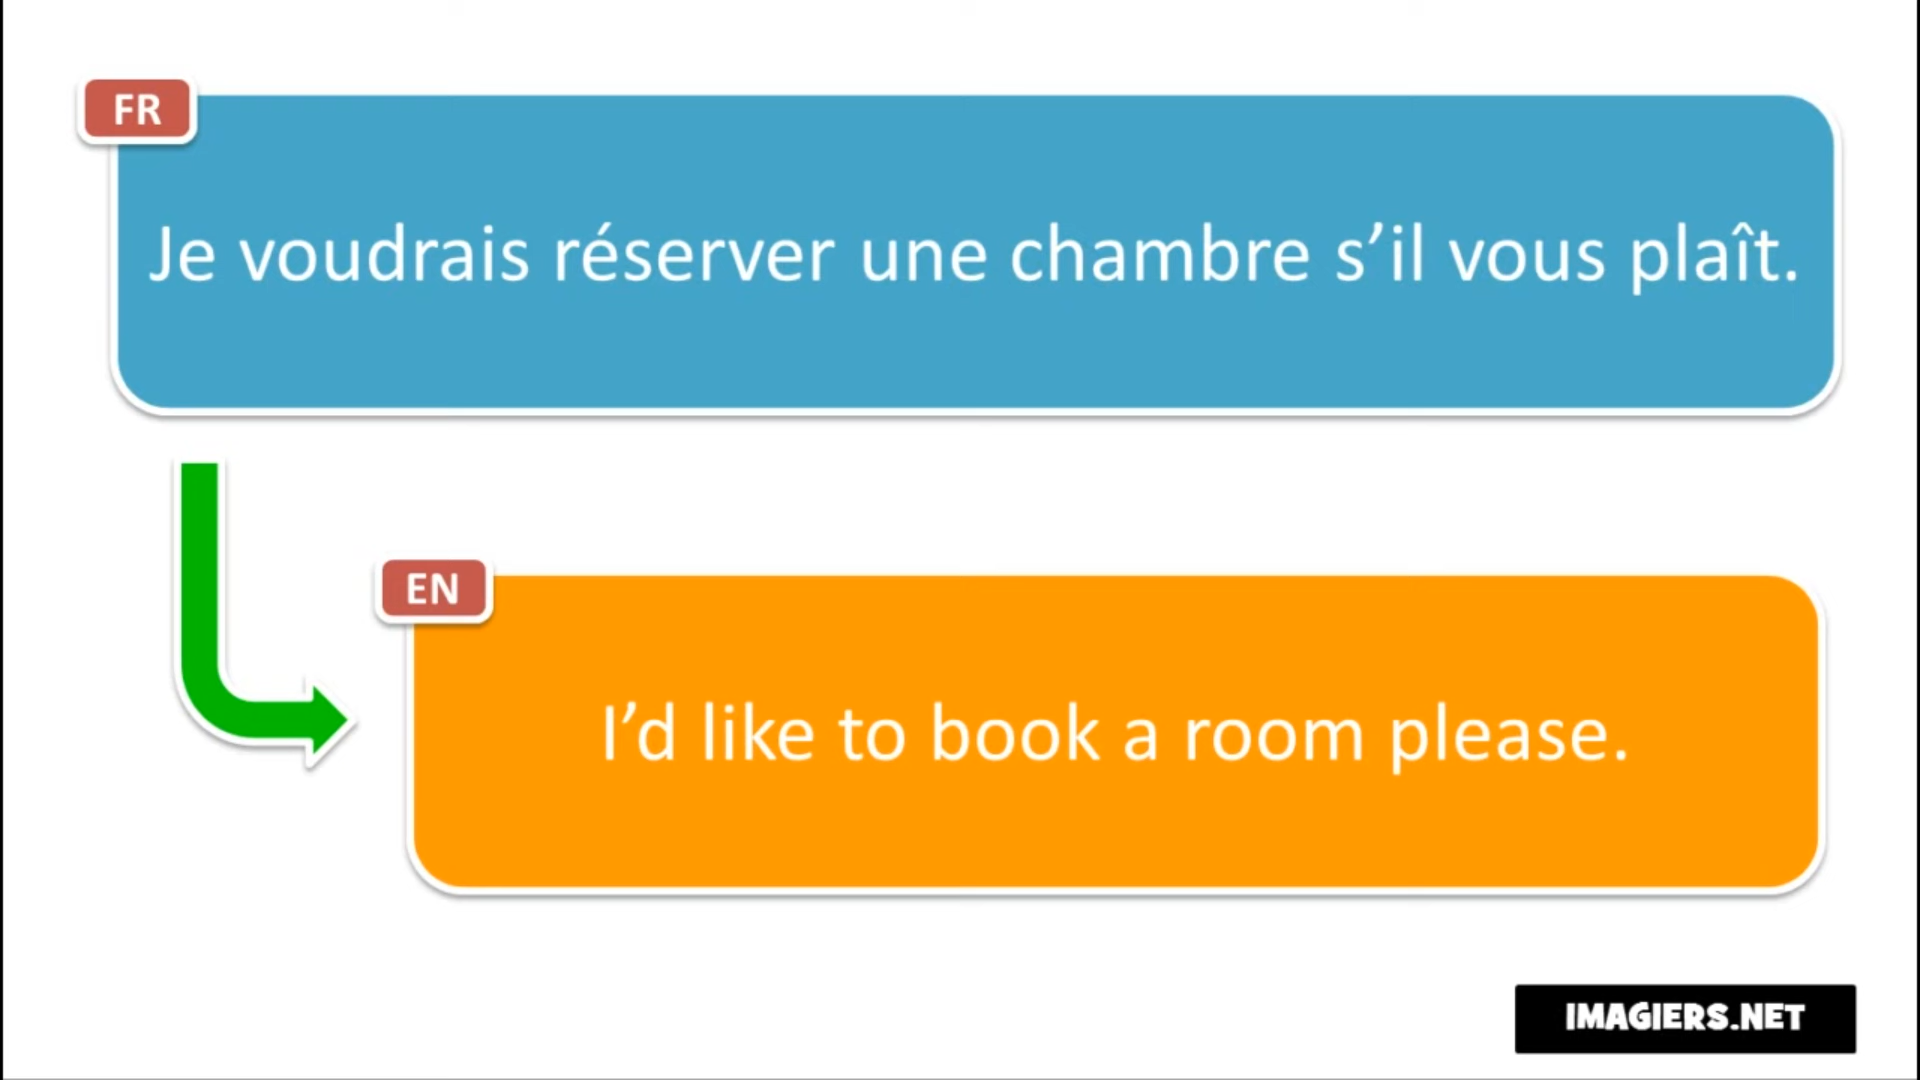 FR
Je voudrais réserver une chambre s’il vous plaît.
EN
I’d like to book a room please.
IMAGIERS.NET